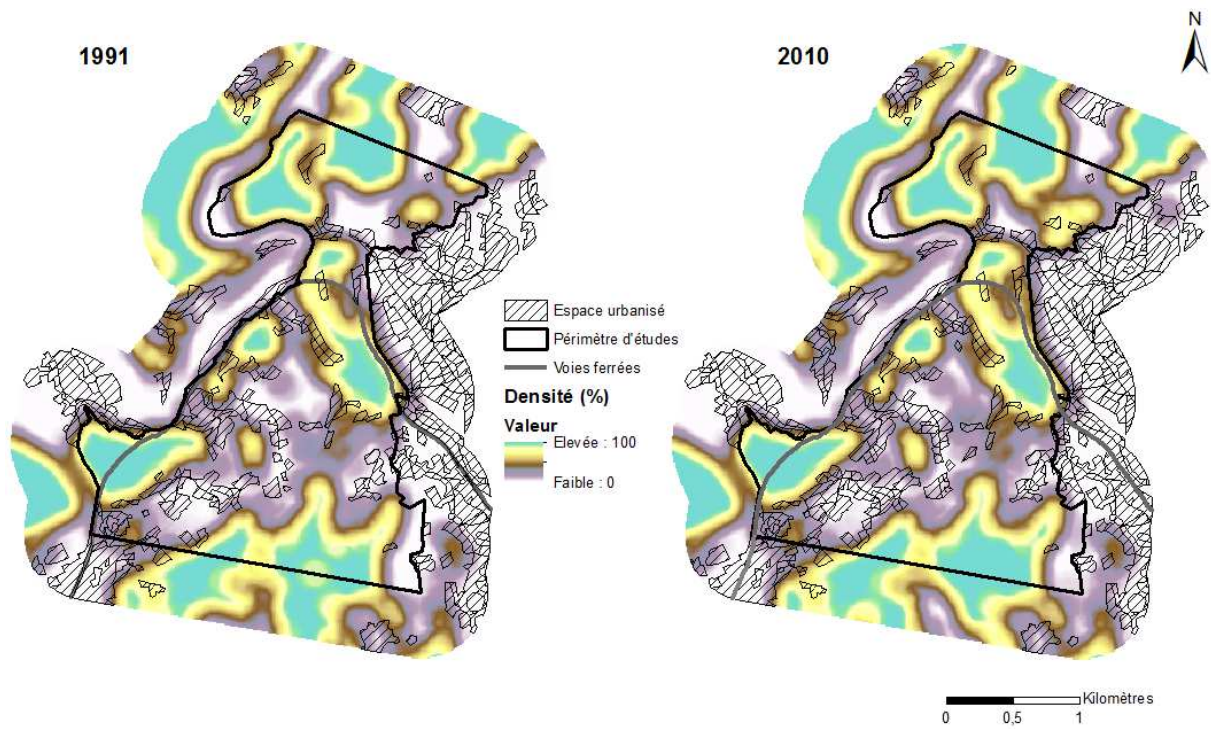 1991
2010
N
Espace urbanisé
Périmètre d'études
Voies ferrées
Densité (%)
Valeur
Elevée : 100
Faible : 0
Kilomètres
0 0,5 1